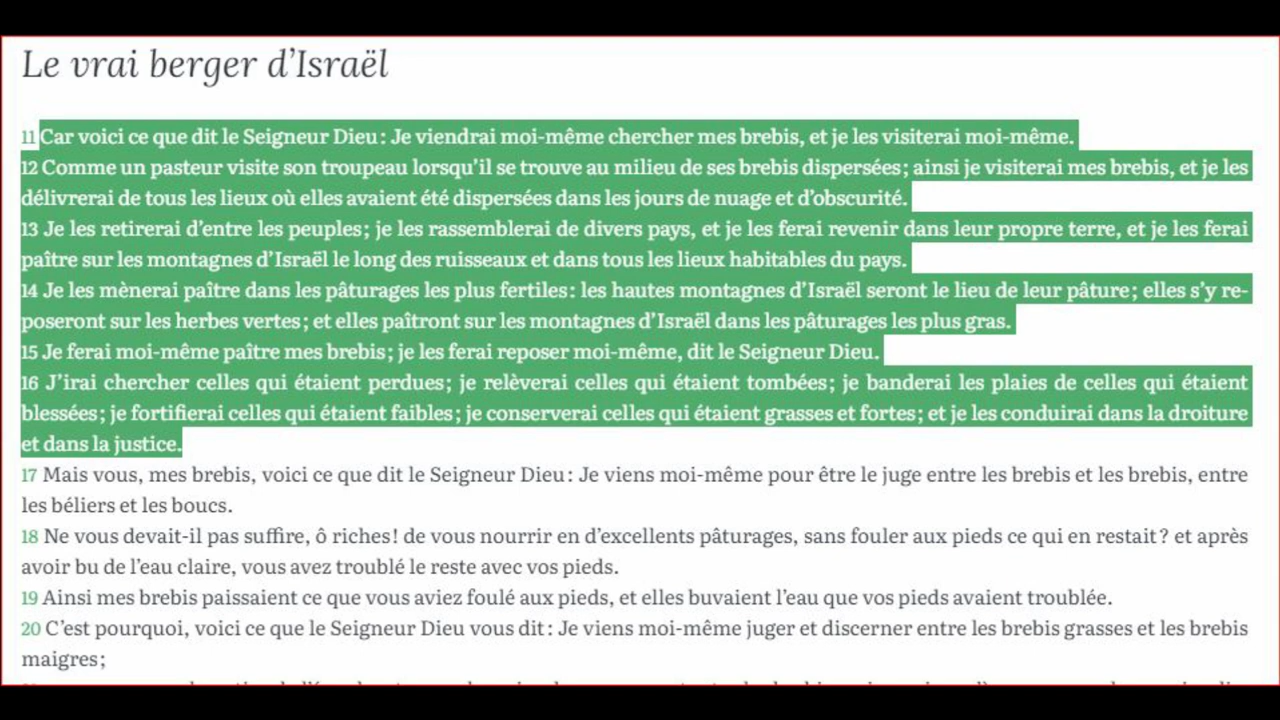 Le vrai berger d’Israël
11 Car voici ce que dit le Seigneur Dieu : Je viendrai moi-même chercher mes brebis, et je les visiterai moi-même.
12 Comme un pasteur visite son troupeau lorsqu’il se trouve au milieu de ses brebis dispersées ; ainsi je visiterai mes brebis, et je les
délivrerai de tous les lieux où elles avaient été dispersées dans les jours de nuage et d’obscurité.
13 Je les retirerai d’entre les peuples ; je les rassemblerai de divers pays, et je les ferai revenir dans leur propre terre, et je les ferai
paître sur les montagnes d’Israël le long des ruisseaux et dans tous les lieux habitables du pays.
14 Je les mènerai paître dans les pâturages les plus fertiles : les hautes montagnes d’Israël seront le lieu de leur pâture ; elles s’y re-
poseront sur les herbes vertes ; et elles paîtront sur les montagnes d’Israël dans les pâturages les plus gras.
15 Je ferai moi-même paître mes brebis ; je les ferai reposer moi-même, dit le Seigneur Dieu.
16 J’irai chercher celles qui étaient perdues ; je relèverai celles qui étaient tombées ; je banderai les plaies de celles qui étaient
blessées ; je fortifierai celles qui étaient faibles ; je conserverai celles qui étaient grasses et fortes ; et je les conduirai dans la droiture
et dans la justice.
17 Mais vous, mes brebis, voici ce que dit le Seigneur Dieu : Je viens moi-même pour être le juge entre les brebis et les brebis, entre
les béliers et les boucs.
18 Ne vous devait-il pas suffire, ô riches ! de vous nourrir en d’excellents pâturages, sans fouler aux pieds ce qui en restait ? et après
avoir bu de l’eau claire, vous avez troublé le reste avec vos pieds.
19 Ainsi mes brebis paissaient ce que vous aviez foulé aux pieds, et elles buvaient l’eau que vos pieds avaient troublée.
20 C’est pourquoi, voici ce que le Seigneur Dieu vous dit : Je viens moi-même juger et discerner entre les brebis grasses et les brebis
maigres ;